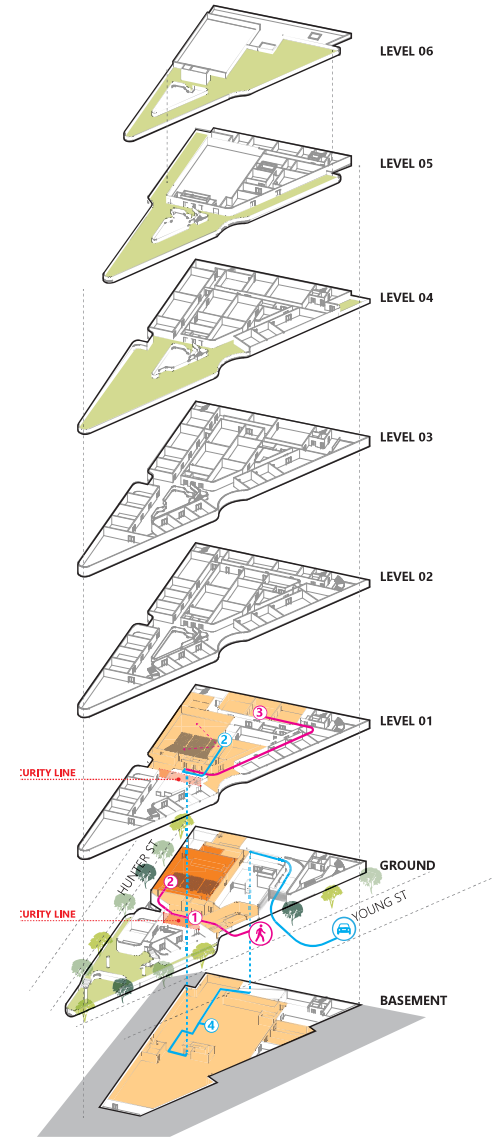 LEVEL 06
LEVEL 05
LEVEL 04
LEVEL 03
LEVEL 02
LEVEL 01
3
2
:URITY LINE
HUNTER ST
GROUND
2
1
:URITY LINE
YOUNG ST
BASEMENT
4